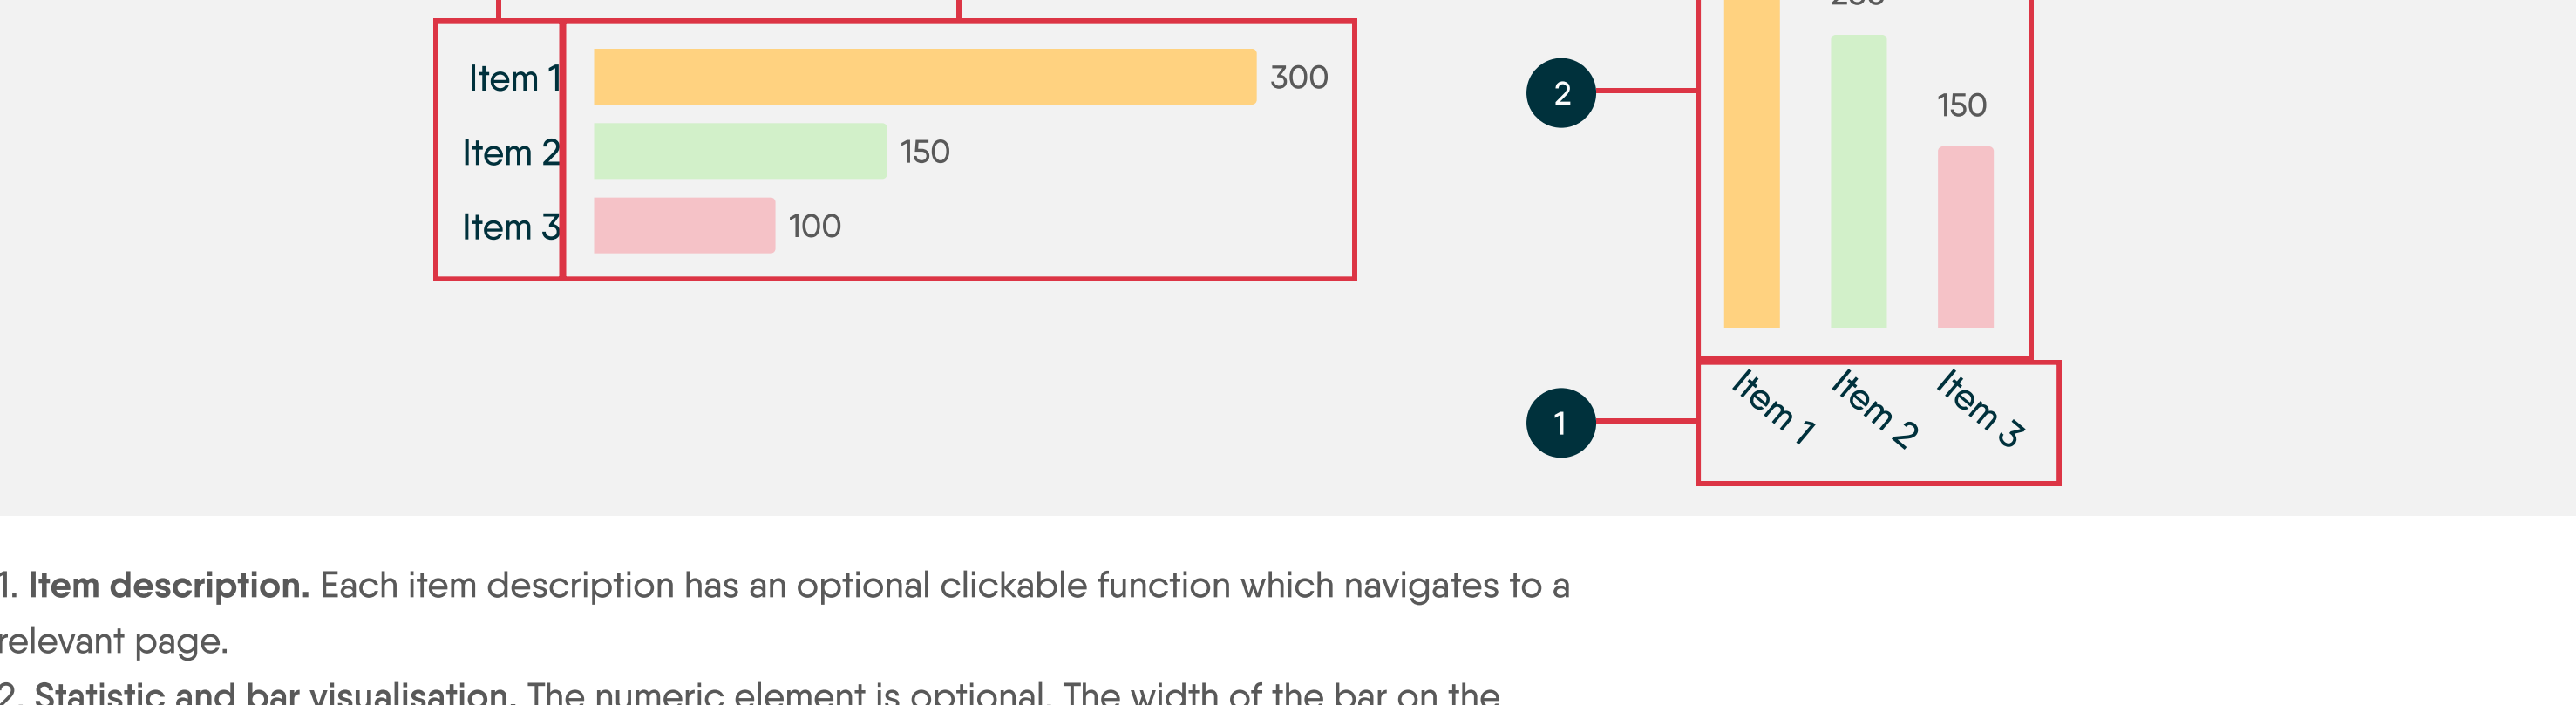 Item 1 300
Item 2 150
Item 3 100
2
150
1
Item 1 Item 2 Item 3
1. Item description. Each item description has an optional clickable function which navigates to a
relevant page.
2. Statistic and bar visualisation. The numeric element is optional. The width of the bar on the